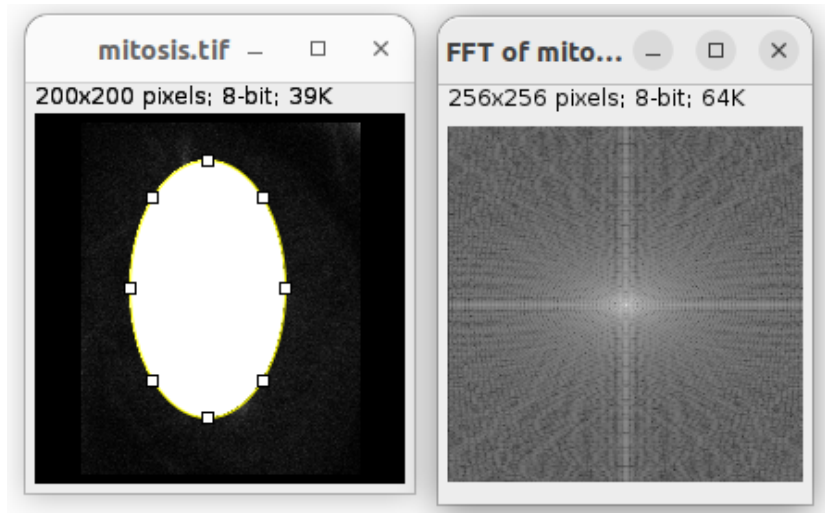 mitosis.tif
200x200 pixels; 8-bit; 39K
FFT of mito...
256x256 pixels; 8-bit; 64K